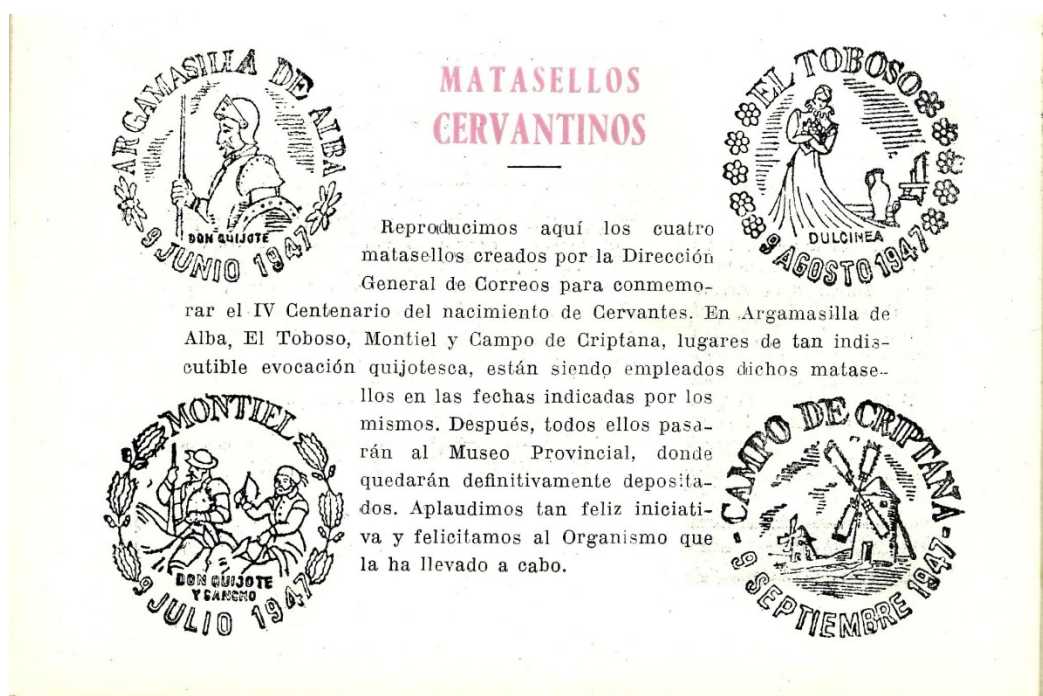 MATASELLOS
CERVANTINOS
ARGAMASILLA DE ALBA
DON QUIJOTE
9 JUNIO 1947
EL TOBOSO
DULCINEA
9 AGOSTO 1947
Reproducimos aquí los cuatro
matasellos creados por la Dirección
General de Correos para conmemo-
rar el IV Centenario del nacimiento de Cervantes. En Argamasilla de
Alba, El Toboso, Montiel y Campo de Criptana, lugares de tan indis-
cutible evocación quijotesca, están siendo empleados dichos matase-
llos en las fechas indicadas por los
mismos. Después, todos ellos pasa-
rán al Museo Provincial, donde
quedarán definitivamente deposita-
dos. Aplaudimos tan feliz iniciati-
va y felicitamos al Organismo que
la ha llevado a cabo.
MONTIEL
DON QUIJOTE
Y SANCHO
9 JULIO 1947
CAMPO DE CRIPTANA
9 SEPTIEMBRE 1947